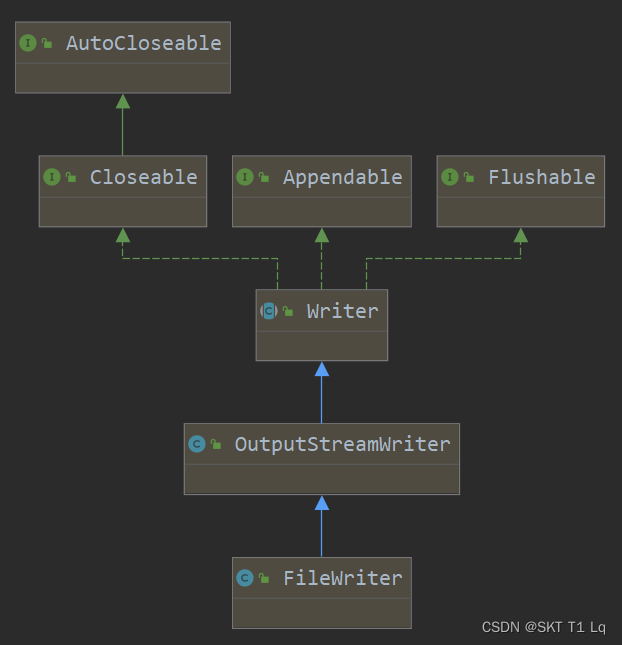 AutoCloseable
Closeable
Appendable
Flushable
Writer
OutputStreamWriter
FileWriter
CSDN @SKT T1 Lq